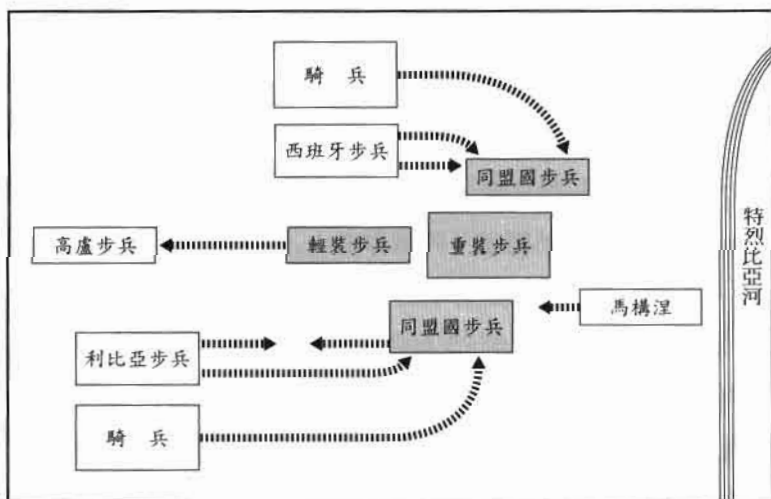 騎 兵
西班牙步兵
同盟國步兵
高盧步兵
輕裝步兵
重裝步兵
特烈比亞河
馬構涅
同盟國步兵
利比亞步兵
騎 兵